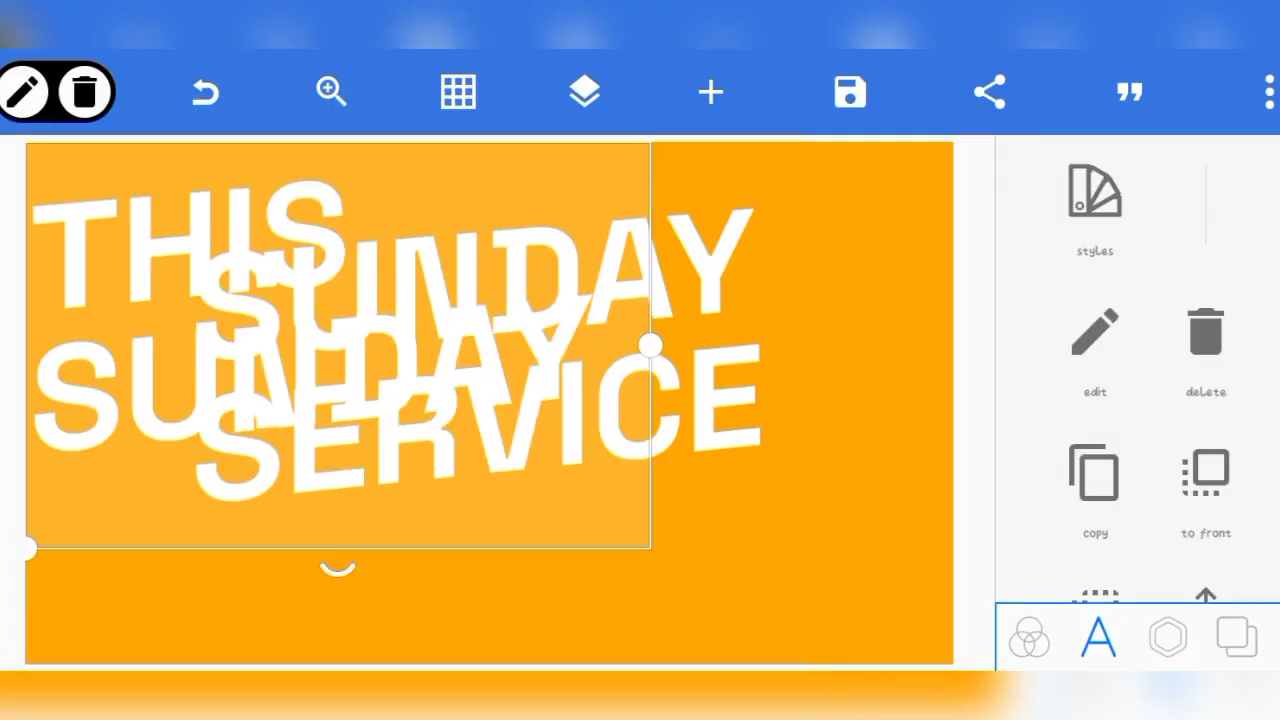 THIS
SUNDAY
SUNDAY
SERVICE
styles
edit
delete
copy
to front